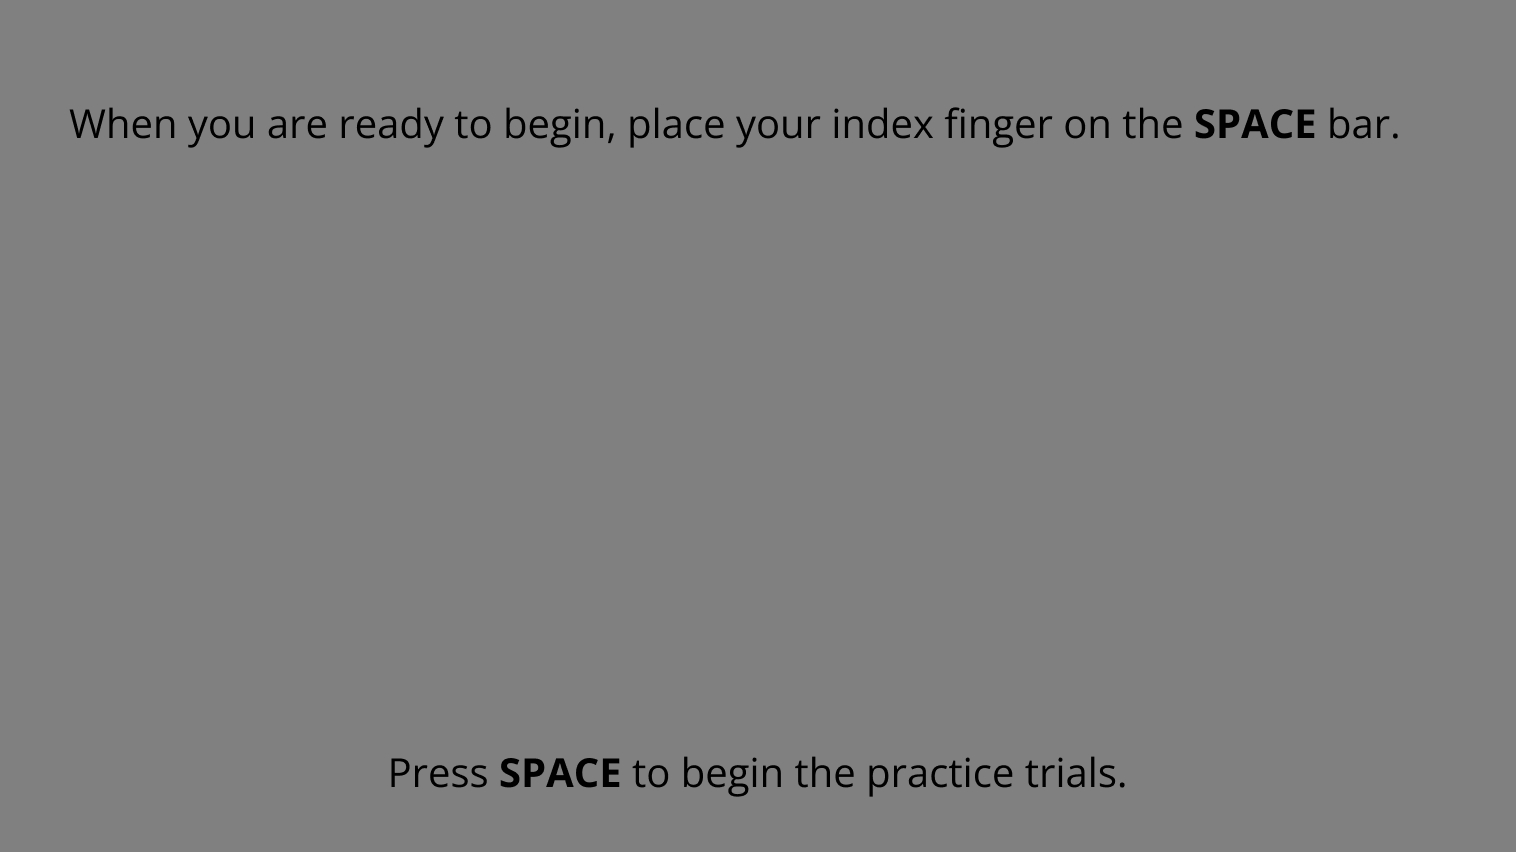 When you are ready to begin, place your index finger on the SPACE bar.
Press SPACE to begin the practice trials.